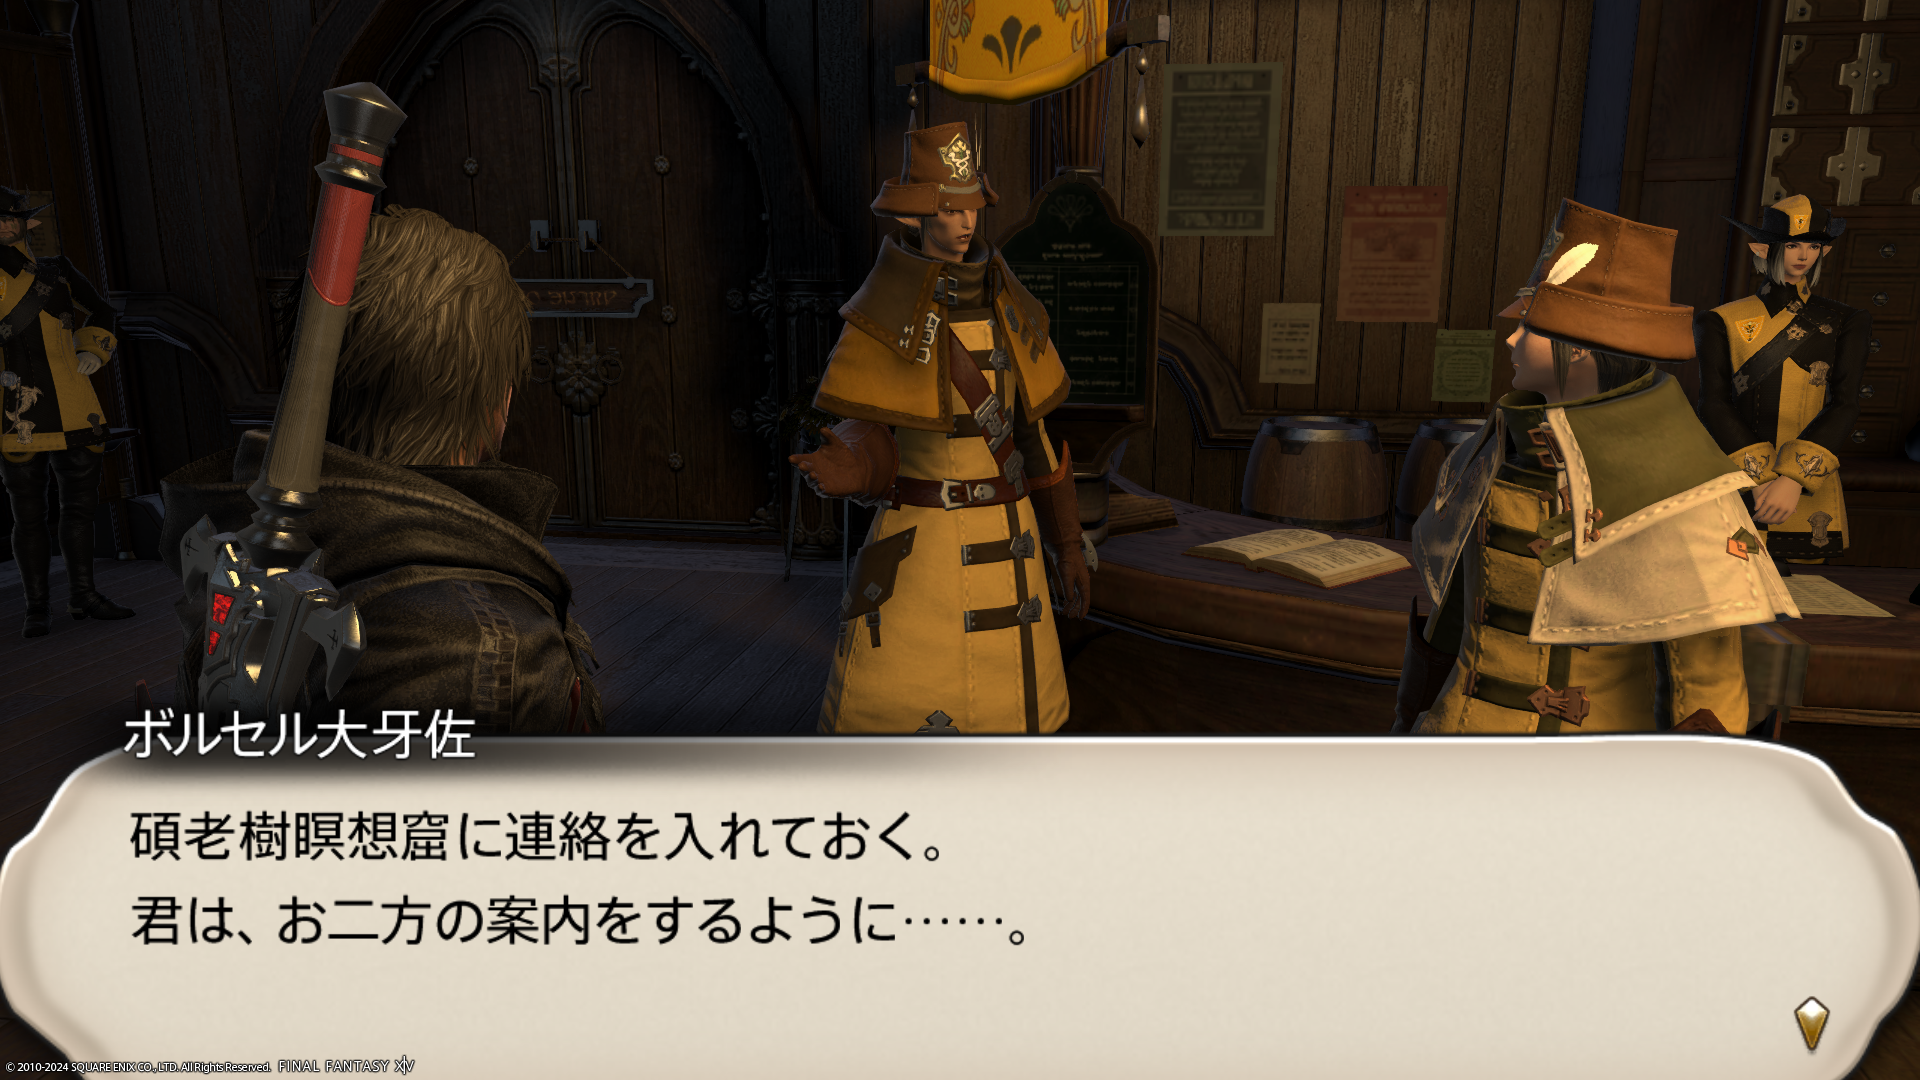 ボルセル大牙佐
碩老樹瞑想窟に連絡を入れておく。
君は、お二方の案内をするように……。
© 2010-2024 SQUARE ENIX CO., LTD. All Rights Reserved. FINAL FANTASY XIV